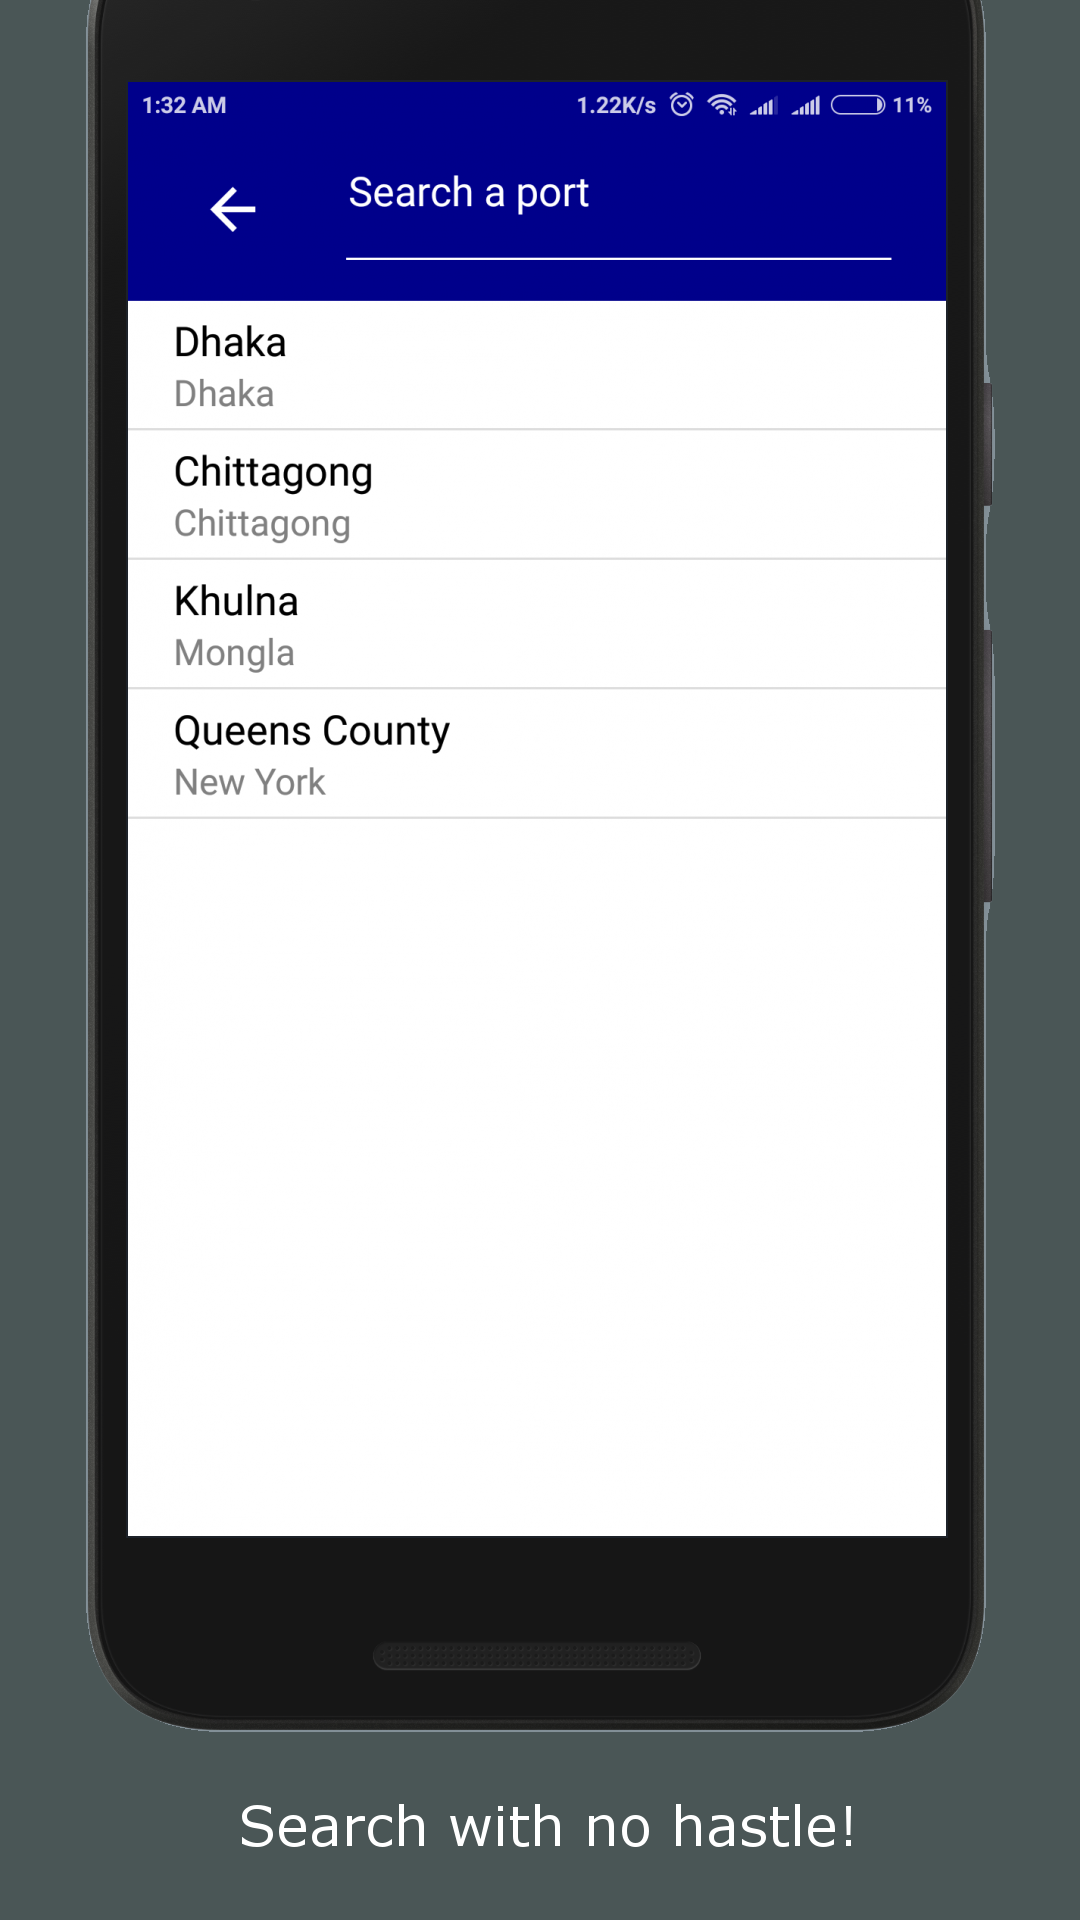 1:32 AM 1.22K/s 11%
Search a port
Dhaka
Dhaka
Chittagong
Chittagong
Khulna
Mongla
Queens County
New York
Search with no hastle!